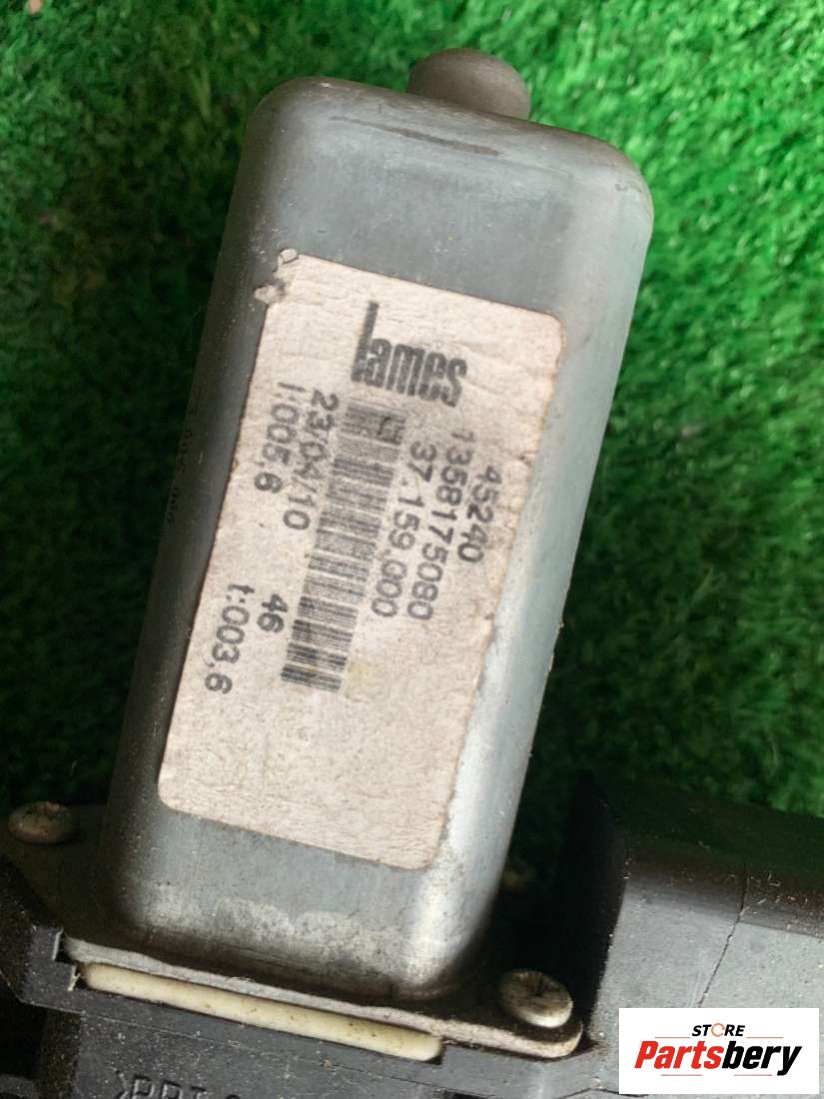 Lames
45240
1358175080
37.159,000
23/04/10 46
I:005,6 t:003,6
STORE
Partsbery